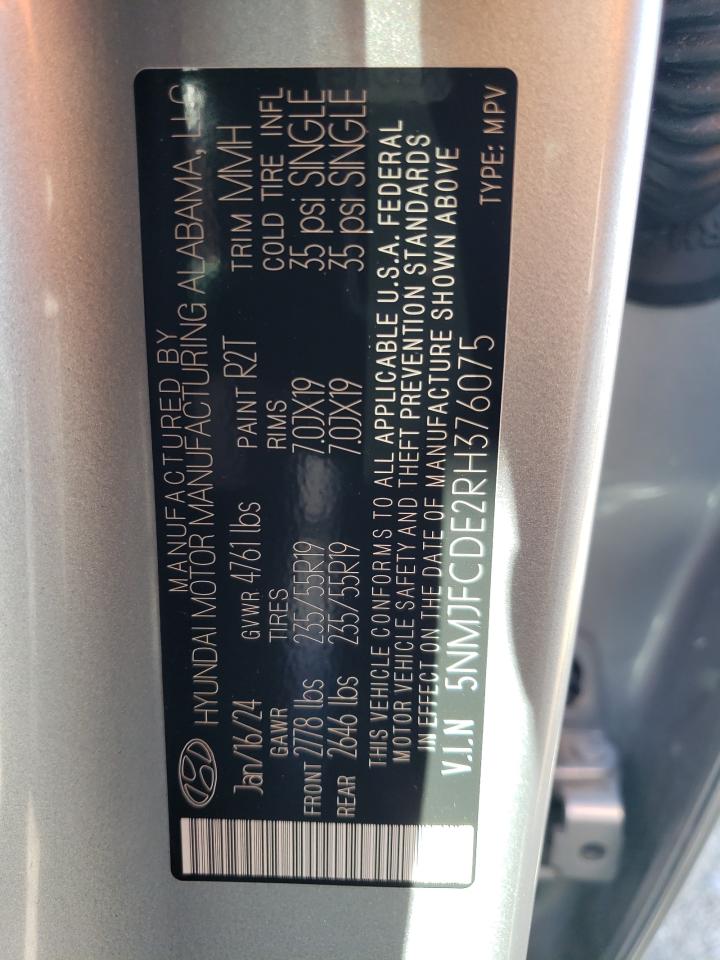 MANUFACTURED BY
HYUNDAI MOTOR MANUFACTURING ALABAMA, LLC
Jan/16/24 GVWR 4761 lbs PAINT R2T TRIM MMH
GAWR TIRES RIMS COLD TIRE INFL
FRONT 2778 lbs 235/55R19 7.0JX19 35 psi SINGLE
REAR 2646 lbs 235/55R19 7.0JX19 35 psi SINGLE
THIS VEHICLE CONFORMS TO ALL APPLICABLE U.S.A. FEDERAL
MOTOR VEHICLE SAFETY AND THEFT PREVENTION STANDARDS
IN EFFECT ON THE DATE OF MANUFACTURE SHOWN ABOVE
V.I.N 5NMJFCDE2RH376075 TYPE: MPV